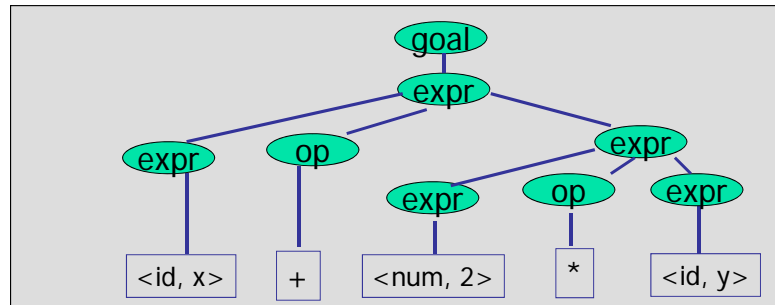 goal
expr
expr op expr
expr op expr
<id, x> + <num, 2> * <id, y>